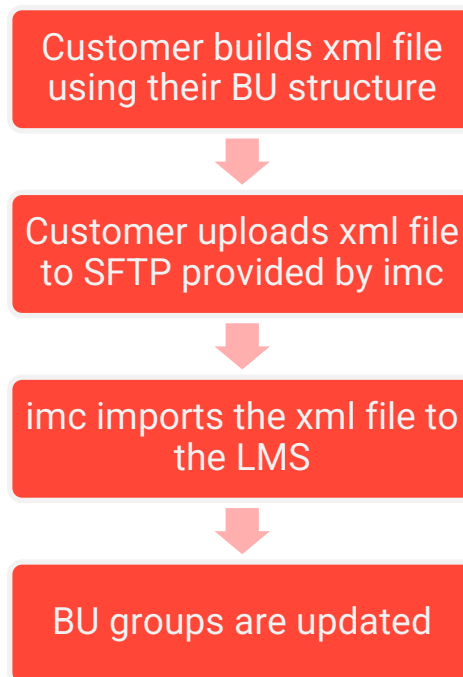 Customer builds xml file
using their BU structure
Customer uploads xml file
to SFTP provided by imc
imc imports the xml file to
the LMS
BU groups are updated